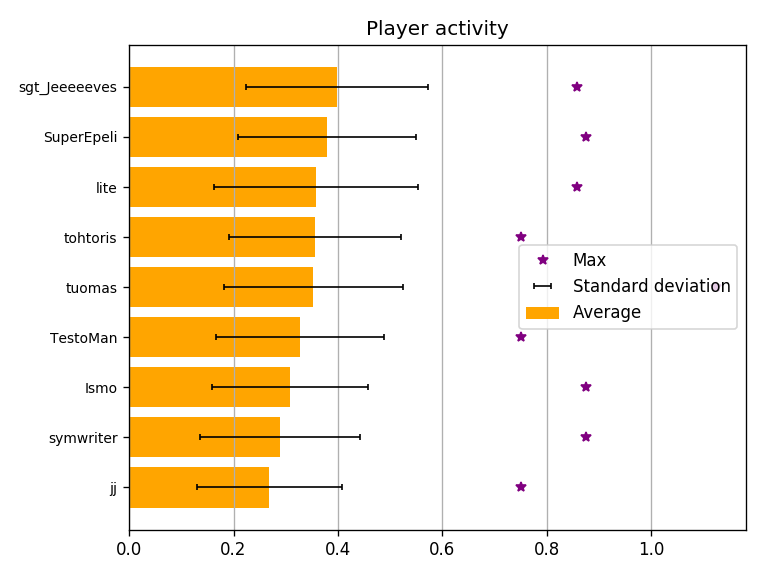 Player activity
sgt_Jeeeeeves
SuperEpeli
lite
tohtoris
tuomas
TestoMan
Ismo
symwriter
jj
Max
Standard deviation
Average
0.0 0.2 0.4 0.6 0.8 1.0